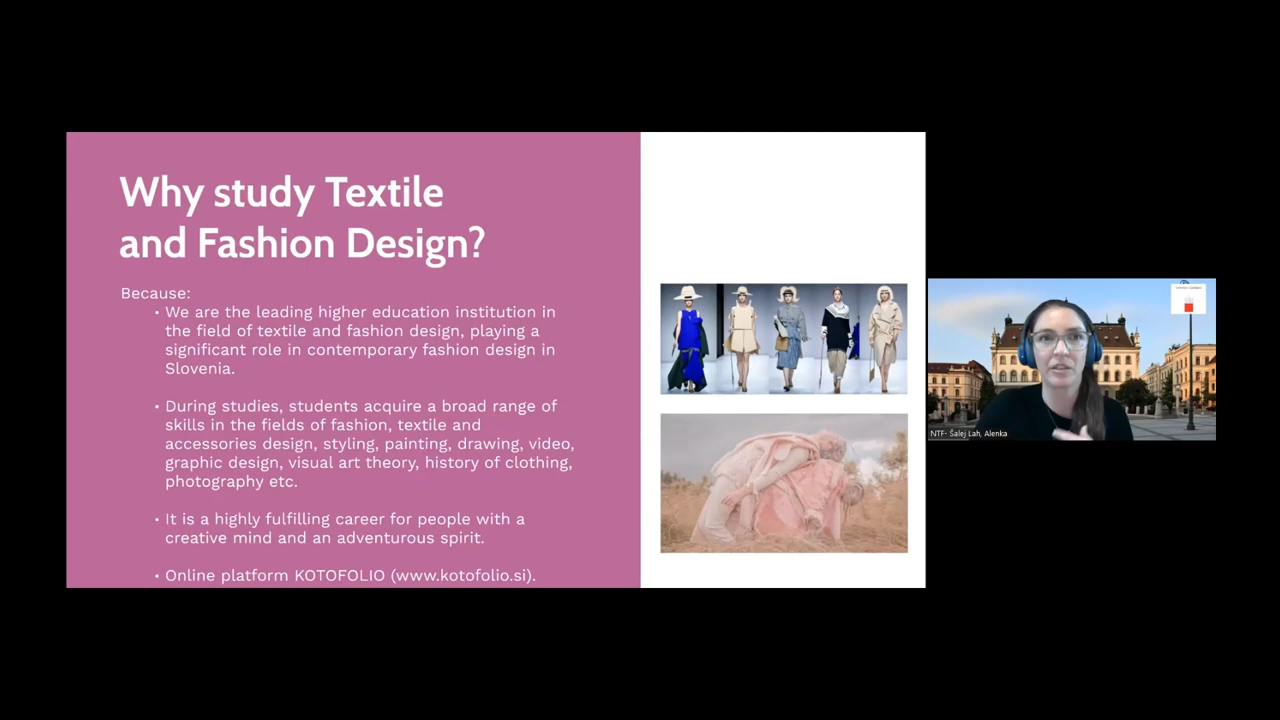 Why study Textile
and Fashion Design?
Because:
• We are the leading higher education institution in
the field of textile and fashion design, playing a
significant role in contemporary fashion design in
Slovenia.
• During studies, students acquire a broad range of
skills in the fields of fashion, textile and
accessories design, styling, painting, drawing, video,
graphic design, visual art theory, history of clothing,
photography etc.
• It is a highly fulfilling career for people with a
creative mind and an adventurous spirit.
• Online platform KOTOFOLIO (www.kotofolio.si).
NTF- Šalej Lah, Alenka